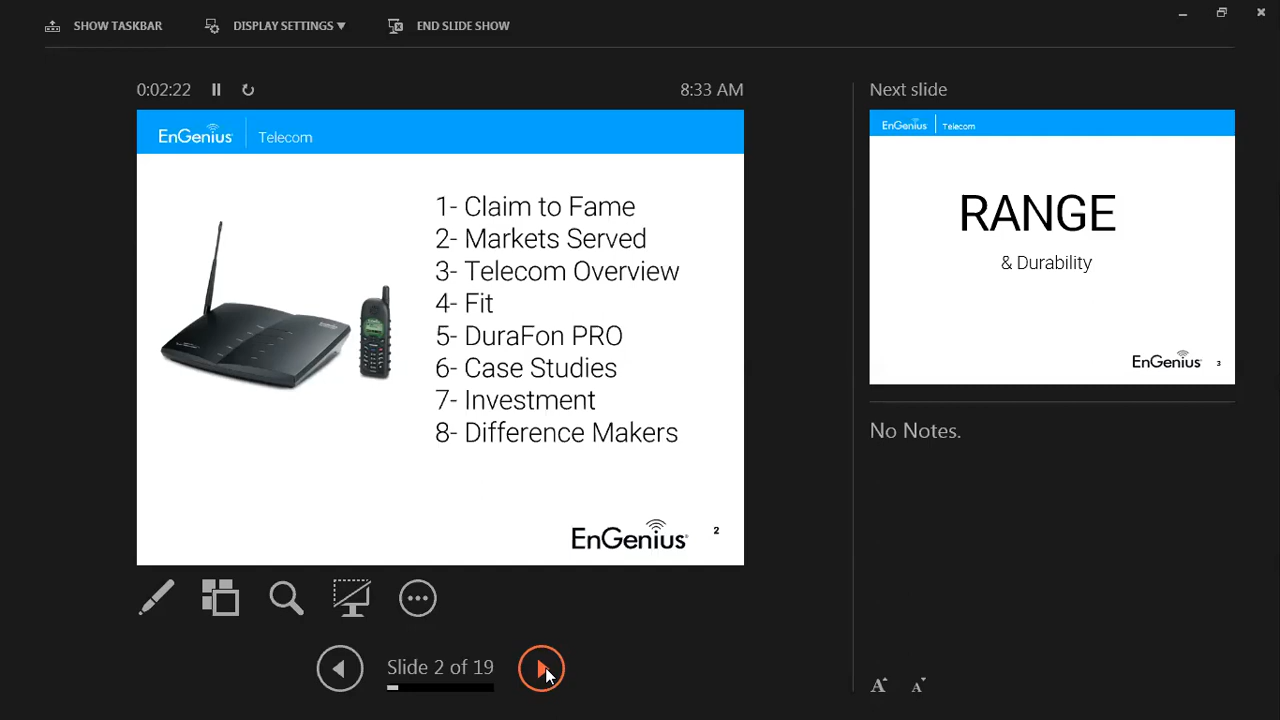 SHOW TASKBAR
DISPLAY SETTINGS ▼
END SLIDE SHOW
0:02:22
8:33 AM
EnGenius | Telecom
1- Claim to Fame
2- Markets Served
3- Telecom Overview
4- Fit
5- DuraFon PRO
6- Case Studies
7- Investment
8- Difference Makers
EnGenius®
2
Slide 2 of 19
Next slide
EnGenius | Telecom
RANGE
& Durability
EnGenius
3
No Notes.
A A